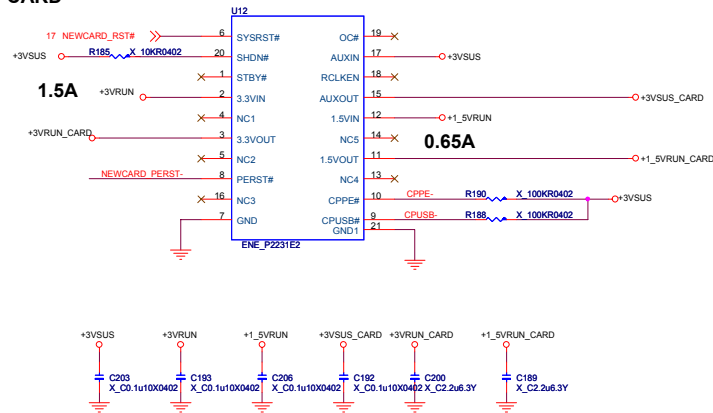 CARD
U12
17 NEWCARD_RST# 6 SYSRST# OC# 19
+3VSUS R185 X_10KR0402 20 SHDN# AUXIN 17 +3VSUS
1 STBY# RCLKEN 18
1.5A +3VRUN 2 3.3VIN AUXOUT 15 +3VSUS_CARD
4 NC1 1.5VIN 12 +1_5VRUN
+3VRUN_CARD 3 3.3VOUT NC5 14 0.65A
5 NC2 1.5VOUT 11 +1_5VRUN_CARD
NEWCARD_PERST- 8 PERST# NC4 13
16 NC3 CPPE# 10 CPPE- R190 X_100KR0402 +3VSUS
7 GND CPUSB# 9 CPUSB- R188 X_100KR0402
GND1 21
ENE_P2231E2
+3VSUS +3VRUN +1_5VRUN +3VSUS_CARD +3VRUN_CARD +1_5VRUN_CARD
C203 C193 C206 C192 C200 C189
X_C0.1u10X0402 X_C0.1u10X0402 X_C0.1u10X0402 X_C0.1u10X0402 X_C2.2u6.3Y X_C2.2u6.3Y